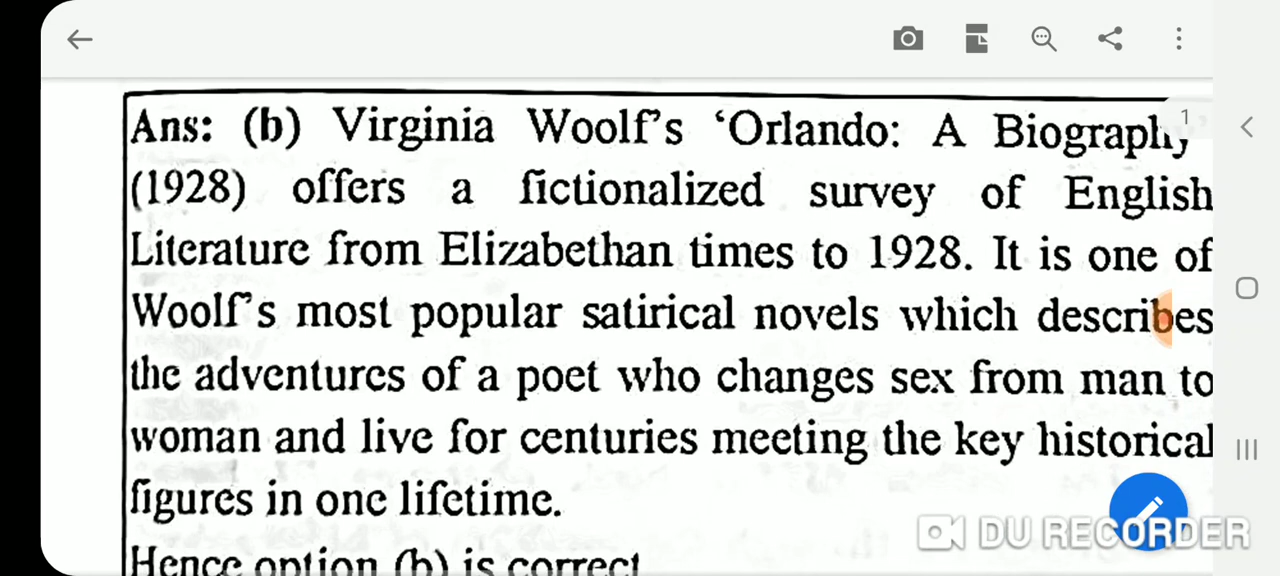 1
Ans: (b) Virginia Woolf's 'Orlando: A Biography'
(1928) offers a fictionalized survey of English
Literature from Elizabethan times to 1928. It is one of
Woolf's most popular satirical novels which describes
the adventures of a poet who changes sex from man to
woman and live for centuries meeting the key historical
figures in one lifetime.
Hence option (b) is correct
DU RECORDER